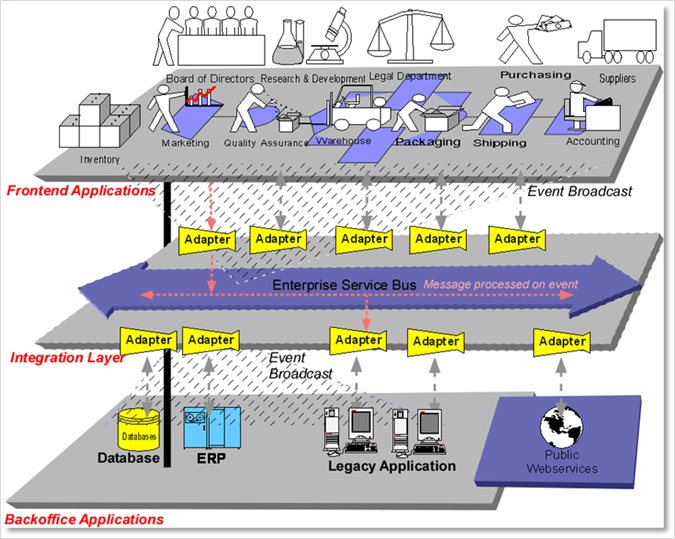 Board of Directors Research & Development Legal Department Purchasing Suppliers
Inventory Marketing Quality Assurance Warehouse Packaging Shipping Accounting
Frontend Applications
Event Broadcast
Adapter Adapter Adapter Adapter Adapter
Enterprise Service Bus Message processed on event
Adapter Adapter Adapter Adapter Adapter
Integration Layer
Event
Broadcast
Databases
Database ERP Legacy Application
Public
Webservices
Backoffice Applications